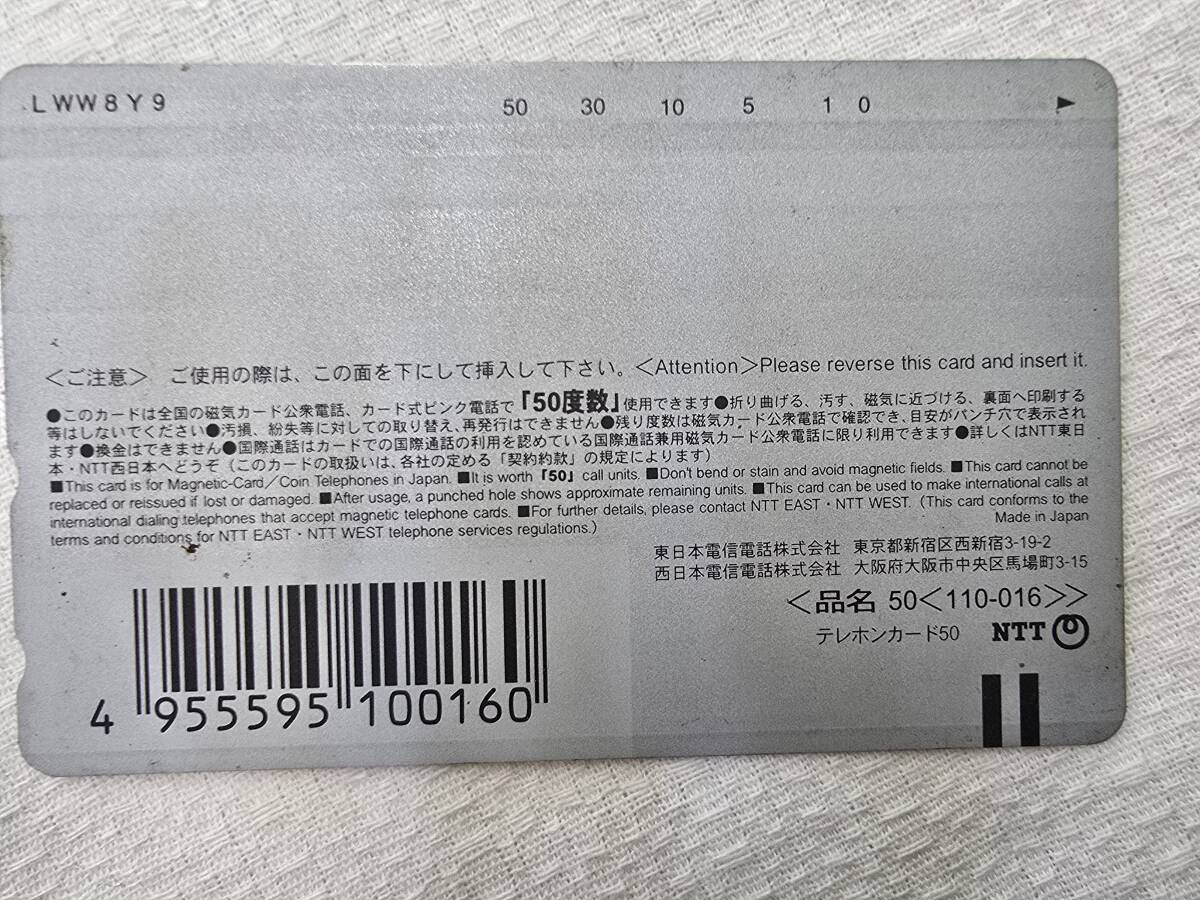 LWW8Y9 50 30 10 5 1 0
<ご注意> ご使用の際は、この面を下にして挿入して下さい。<Attention>Please reverse this card and insert it.
●このカードは全国の磁気カード公衆電話、カード式ピンク電話で「50度数」使用できます●折り曲げる、汚す、磁気に近づける、裏面へ印刷する
等はしないでください●汚損、紛失等に対しての取り替え、再発行はできません●残り度数は磁気カード公衆電話で確認でき、目安がパンチ穴で表示され
ます●換金はできません●国際通話はカードでの国際通話の利用を認めている国際通話兼用磁気カード公衆電話に限り利用できます●詳しくはNTT東日
本・NTT西日本へどうぞ(このカードの取扱いは、各社の定める「契約約款」の規定によります)
■This card is for Magnetic-Card/Coin Telephones in Japan. ■It is worth「50」call units. ■Don't bend or stain and avoid magnetic fields. ■This card cannot be
replaced or reissued if lost or damaged. ■After usage, a punched hole shows approximate remaining units. ■This card can be used to make international calls at
international dialing telephones that accept magnetic telephone cards. ■For further details, please contact NTT EAST・NTT WEST. (This card conforms to the
terms and conditions for NTT EAST・NTT WEST telephone services regulations.) Made in Japan
東日本電信電話株式会社 東京都新宿区西新宿3-19-2
西日本電信電話株式会社 大阪府大阪市中央区馬場町3-15
<品名 50<110-016>>
テレホンカード50 NTT
4 955595 100160